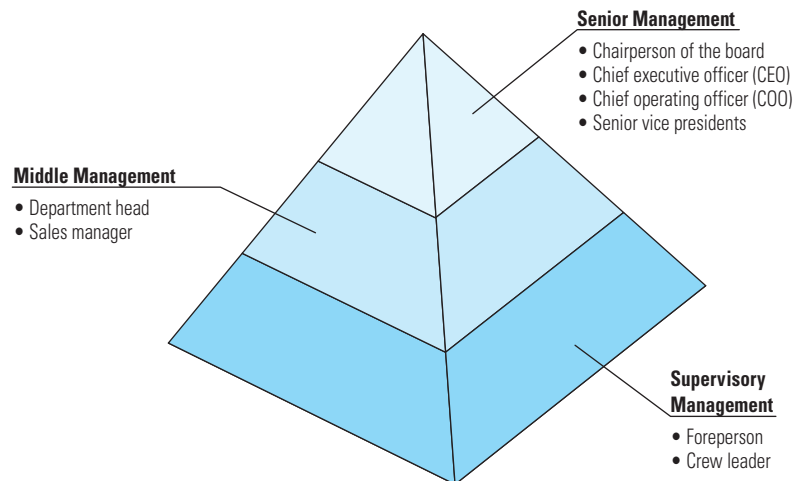 Senior Management
• Chairperson of the board
• Chief executive officer (CEO)
• Chief operating officer (COO)
• Senior vice presidents
Middle Management
• Department head
• Sales manager
Supervisory
Management
• Foreperson
• Crew leader